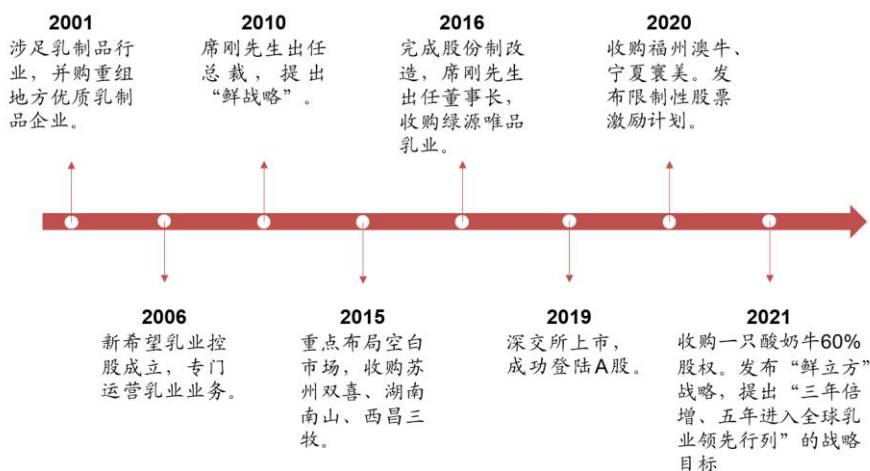 2001
涉足乳制品行
业，并购重组
地方优质乳制
品企业。
2010
席刚先生出任
总裁，提出
“鲜战略”。
2016
完成股份制改
造，席刚先生
出任董事长，
收购绿源唯品
乳业。
2020
收购福州澳牛、
宁夏寰美。发
布限制性股票
激励计划。
2006
新希望乳业控
股成立，专门
运营乳业业务。
2015
重点布局空白
市场，收购苏
州双喜、湖南
南山、西昌三
牧。
2019
深交所上市，
成功登陆A股。
2021
收购一只酸奶牛60%
股权。发布“鲜立方”
战略，提出“三年倍
增、五年进入全球乳
业领先行列”的战略
目标